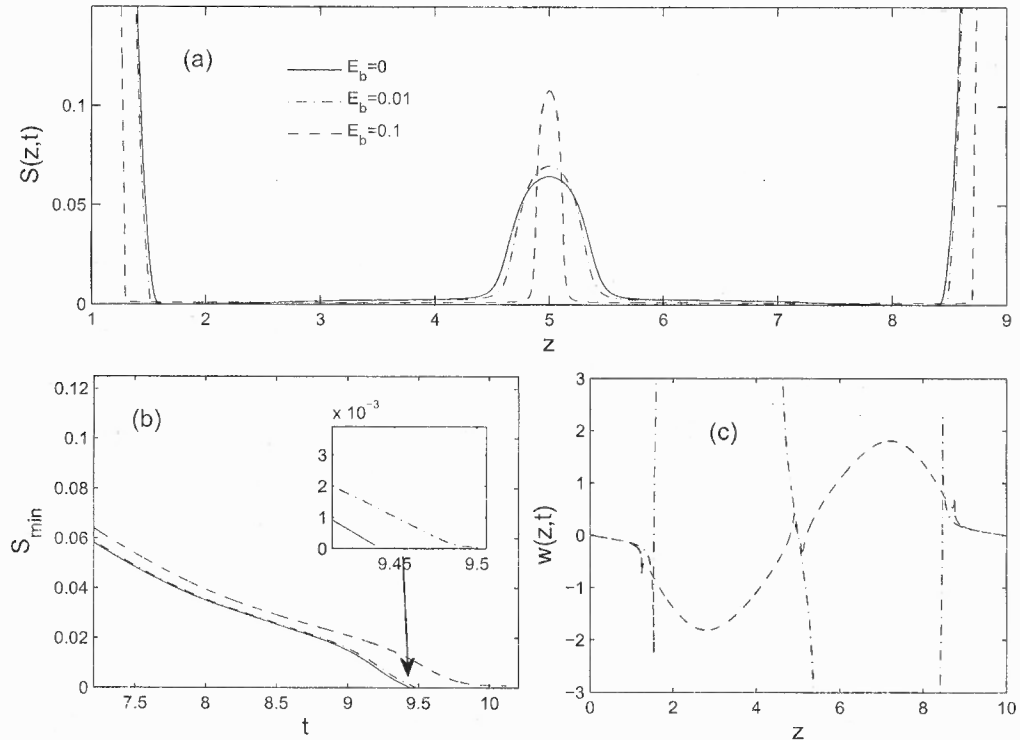 (a)
E_b=0
E_b=0.01
E_b=0.1
S(z,t)
0.1
0.05
0
1 2 3 4 5 6 7 8 9
z
(b)
S_min
0.12
0.1
0.08
0.06
0.04
0.02
0
7.5 8 8.5 9 9.5 10
t
x 10^-3
3
2
1
0
9.45 9.5
(c)
w(z,t)
3
2
1
0
-1
-2
-3
0 2 4 6 8 10
z